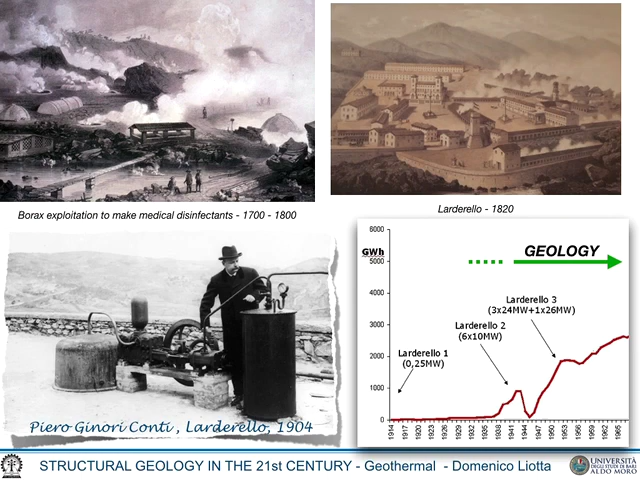 Borax exploitation to make medical disinfectants - 1700 - 1800
Larderello - 1820
Piero Ginori Conti , Larderello, 1904
6000
GWh
5000
4000
3000
2000
1000
0
GEOLOGY
Larderello 3
(3x24MW+1x26MW)
Larderello 2
(6x10MW)
Larderello 1
(0,25MW)
1914
1917
1920
1923
1926
1929
1932
1935
1938
1941
1944
1947
1950
1953
1956
1959
1962
1965
STRUCTURAL GEOLOGY IN THE 21st CENTURY - Geothermal - Domenico Liotta
UNIVERSITÀ
DEGLI STUDI DI BARI
ALDO MORO